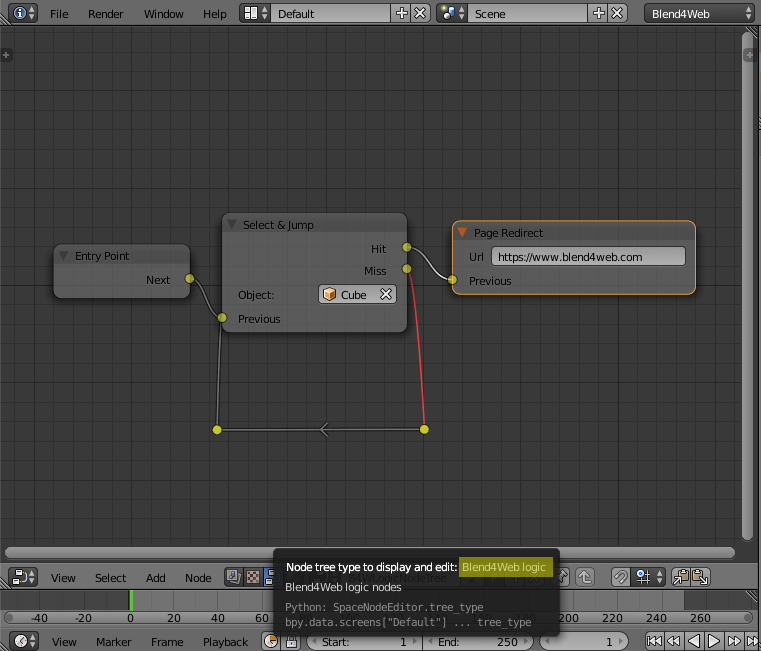 File Render Window Help Default Scene Blend4Web
Select & Jump
Hit
Miss
Object: Cube
Previous
Entry Point
Next
Page Redirect
Url https://www.blend4web.com
Previous
View Select Add Node
Node tree type to display and edit: Blend4Web logic
Blend4Web logic nodes
Python: SpaceNodeEditor.tree_type
bpy.data.screens["Default"] ... tree_type
-40 -20 0 20 40 60 200 220 240 260
View Marker Frame Playback Start: 1 End: 250 1